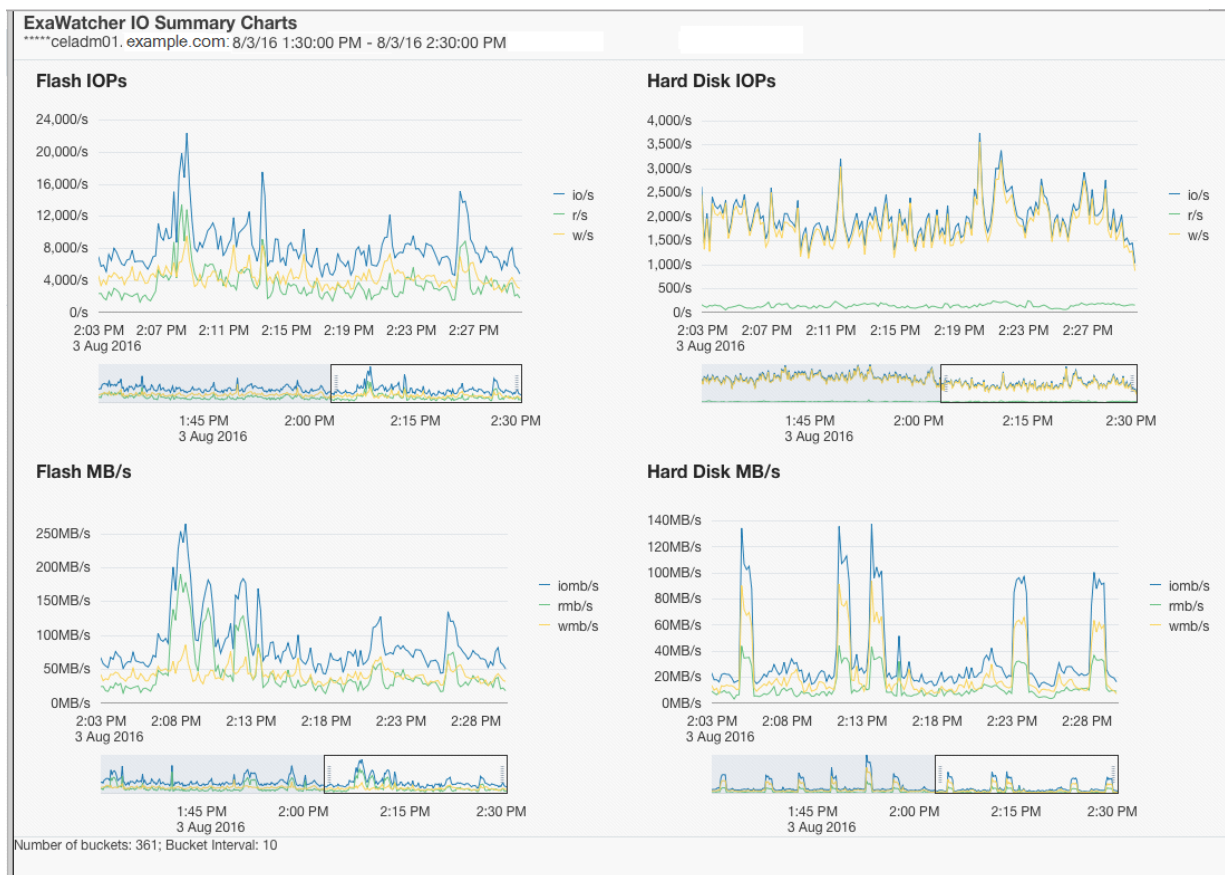 ExaWatcher IO Summary Charts
*****celadm01. example.com: 8/3/16 1:30:00 PM - 8/3/16 2:30:00 PM
Flash IOPs
24,000/s
20,000/s
16,000/s
12,000/s
8,000/s
4,000/s
0/s
2:03 PM 2:07 PM 2:11 PM 2:15 PM 2:19 PM 2:23 PM 2:27 PM
3 Aug 2016
io/s
r/s
w/s
1:45 PM 2:00 PM 2:15 PM 2:30 PM
3 Aug 2016
Hard Disk IOPs
4,000/s
3,500/s
3,000/s
2,500/s
2,000/s
1,500/s
1,000/s
500/s
0/s
2:03 PM 2:07 PM 2:11 PM 2:15 PM 2:19 PM 2:23 PM 2:27 PM
3 Aug 2016
io/s
r/s
w/s
1:45 PM 2:00 PM 2:15 PM 2:30 PM
3 Aug 2016
Flash MB/s
250MB/s
200MB/s
150MB/s
100MB/s
50MB/s
0MB/s
2:03 PM 2:08 PM 2:13 PM 2:18 PM 2:23 PM 2:28 PM
3 Aug 2016
iomb/s
rmb/s
wmb/s
1:45 PM 2:00 PM 2:15 PM 2:30 PM
3 Aug 2016
Hard Disk MB/s
140MB/s
120MB/s
100MB/s
80MB/s
60MB/s
40MB/s
20MB/s
0MB/s
2:03 PM 2:08 PM 2:13 PM 2:18 PM 2:23 PM 2:28 PM
3 Aug 2016
iomb/s
rmb/s
wmb/s
1:45 PM 2:00 PM 2:15 PM 2:30 PM
3 Aug 2016
Number of buckets: 361; Bucket Interval: 10